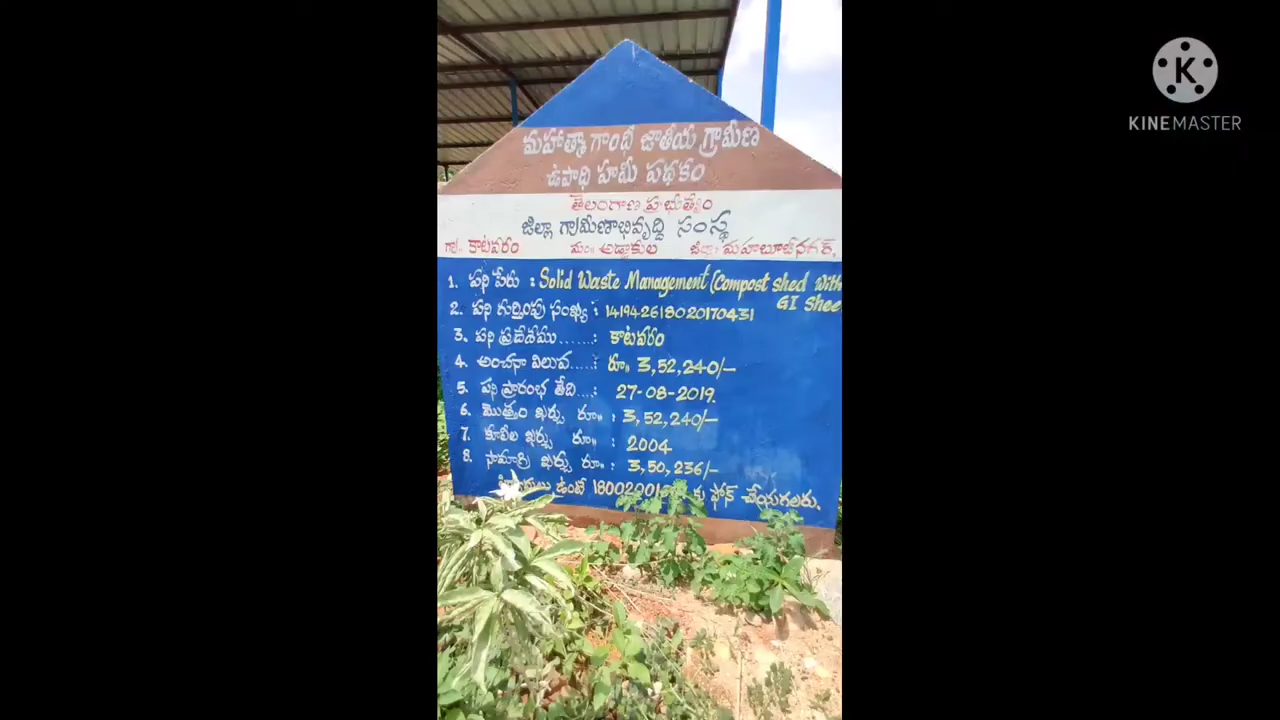 మహాత్మా గాంధీ జాతీయ గ్రామీణ
ఉపాధి హామీ పథకం
తెలంగాణ ప్రభుత్వం
జిల్లా గ్రామీణాభివృద్ధి సంస్థ
గ్రా,, కాటవరం మం॥ అడ్డాకుల జిల్లా: మహబూబ్‌నగర్.
1. పని పేరు : Solid Waste Management (Compost shed With
GI Shee
2. పని గుర్తింపు సంఖ్య : 141942618020170431
3. పని ప్రదేశము......: కాటవరం
4. అంచనా విలువ.....: రూ,, 3,52,240/-
5. పని ప్రారంభ తేది...: 27-08-2019.
6. మొత్తం ఖర్చు రూ,, : 3,52,240/-
7. కూలీల ఖర్చు రూ,, : 2004
8. సామాగ్రి ఖర్చు రూ,, : 3,50,236/-
ఉంటే కు ఫోన్ చేయగలరు.
KINEMASTER